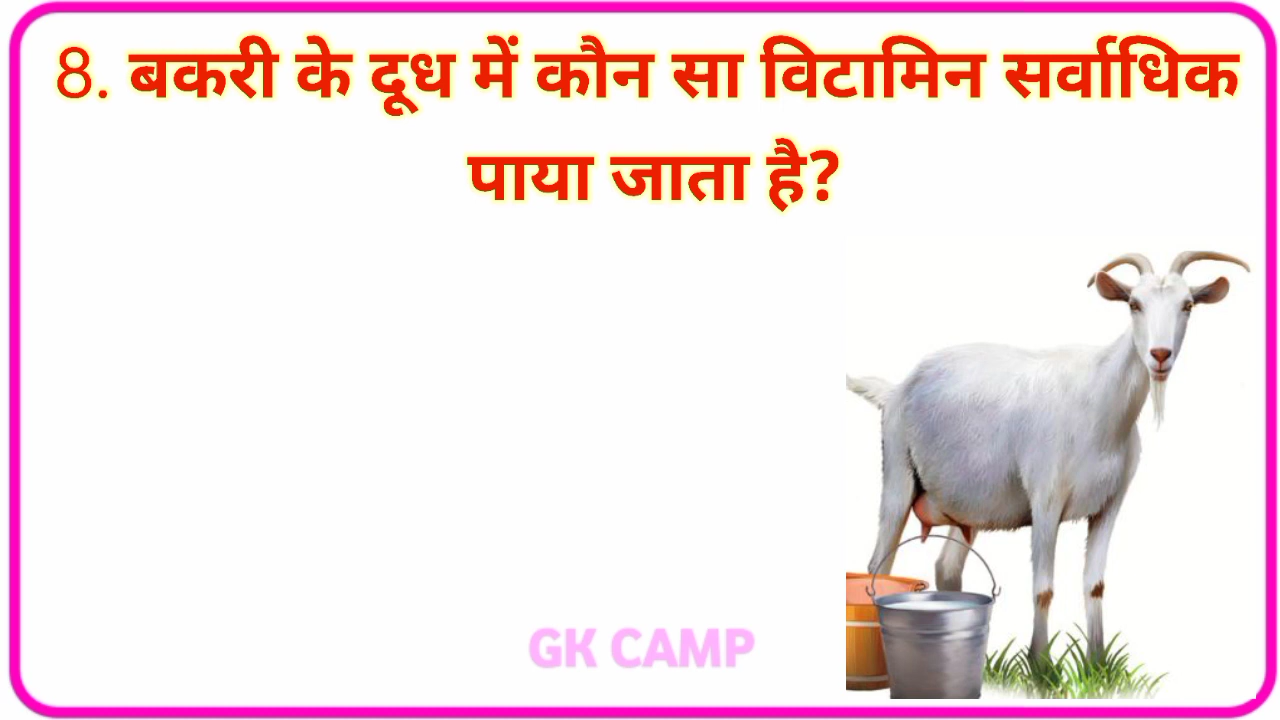 8. बकरी के दूध में कौन सा विटामिन सर्वाधिक
पाया जाता है?
GK CAMP